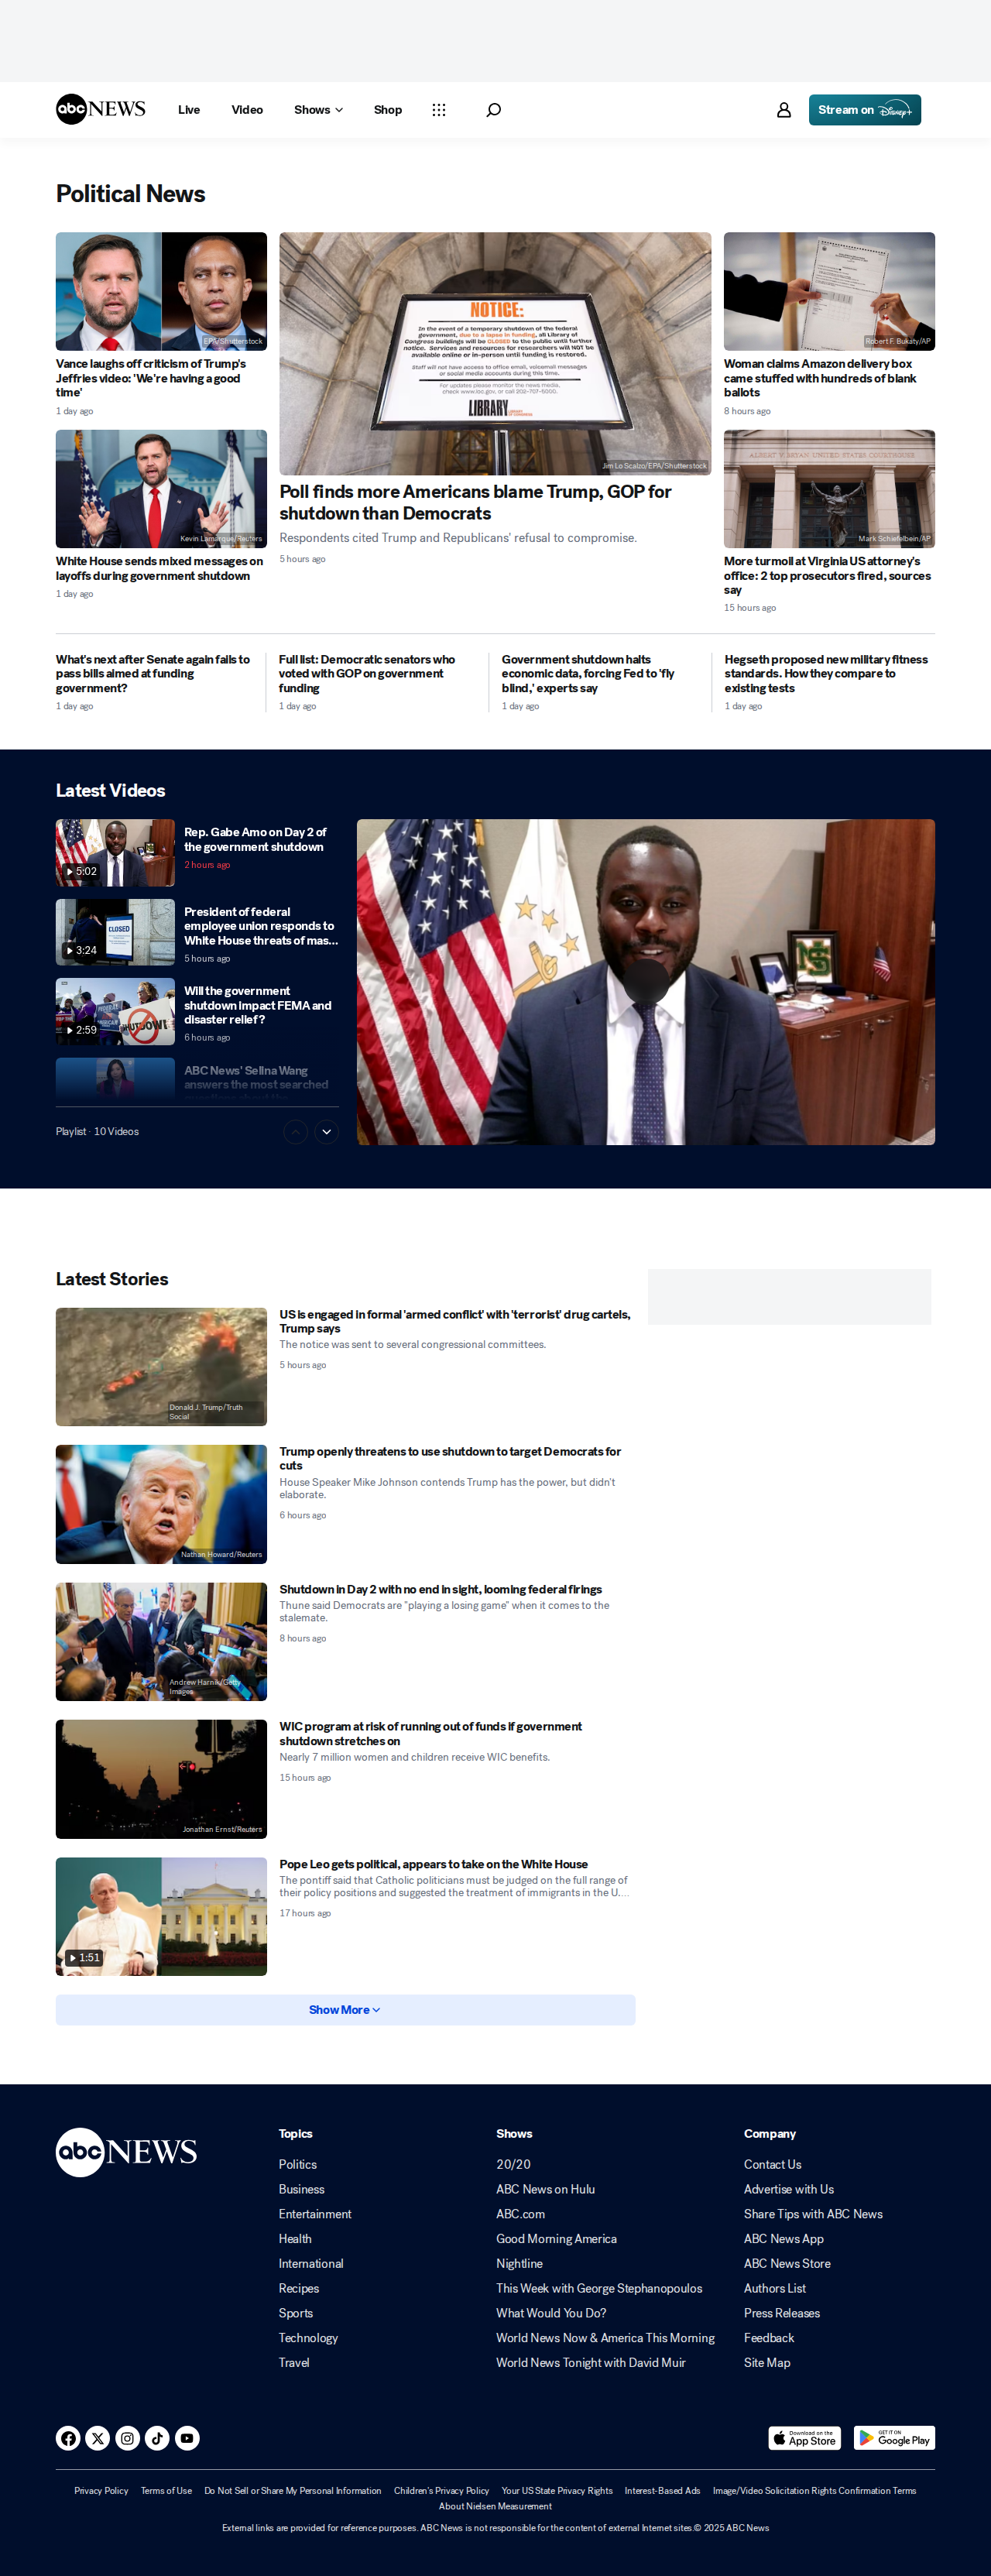 abc NEWS
Live
Video
Shows
Shop
Stream on
Disney+
Political News
EPA/Shutterstock
Vance laughs off criticism of Trump's
Jeffries video: 'We're having a good
time'
1 day ago
Kevin Lamarque/Reuters
White House sends mixed messages on
layoffs during government shutdown
1 day ago
NOTICE:
In the event of a temporary shutdown of the federal
government, due to a lapse in funding, all Library of
Congress buildings will be CLOSED to the public until further
notice. Services and resources for researchers will NOT be
available online or in-person until funding is restored.
Staff will not have access to office email, voicemail messages
or social media accounts during this time.
For updates please monitor the news media,
check www.loc.gov, or call 202-707-5000.
LIBRARY
LIBRARY
OF CONGRESS
Jim Lo Scalzo/EPA/Shutterstock
Poll finds more Americans blame Trump, GOP for
shutdown than Democrats
Respondents cited Trump and Republicans' refusal to compromise.
5 hours ago
Robert F. Bukaty/AP
Woman claims Amazon delivery box
came stuffed with hundreds of blank
ballots
8 hours ago
ALBERT V. BRYAN UNITED STATES COURTHOUSE
Mark Schiefelbein/AP
More turmoil at Virginia US attorney's
office: 2 top prosecutors fired, sources
say
15 hours ago
What's next after Senate again fails to
pass bills aimed at funding
government?
1 day ago
Full list: Democratic senators who
voted with GOP on government
funding
1 day ago
Government shutdown halts
economic data, forcing Fed to 'fly
blind,' experts say
1 day ago
Hegseth proposed new military fitness
standards. How they compare to
existing tests
1 day ago
Latest Videos
5:02
Rep. Gabe Amo on Day 2 of
the government shutdown
2 hours ago
CLOSED
3:24
President of federal
employee union responds to
White House threats of mas...
5 hours ago
SHUTDOWN!
2:59
Will the government
shutdown impact FEMA and
disaster relief?
6 hours ago
ABC News' Selina Wang
answers the most searched
Playlist · 10 Videos
Latest Stories
Donald J. Trump/Truth
Social
US is engaged in formal 'armed conflict' with 'terrorist' drug cartels,
Trump says
The notice was sent to several congressional committees.
5 hours ago
Nathan Howard/Reuters
Trump openly threatens to use shutdown to target Democrats for
cuts
House Speaker Mike Johnson contends Trump has the power, but didn't
elaborate.
6 hours ago
Andrew Harnik/Getty
Images
Shutdown in Day 2 with no end in sight, looming federal firings
Thune said Democrats are "playing a losing game" when it comes to the
stalemate.
8 hours ago
Jonathan Ernst/Reuters
WIC program at risk of running out of funds if government
shutdown stretches on
Nearly 7 million women and children receive WIC benefits.
15 hours ago
1:51
Pope Leo gets political, appears to take on the White House
The pontiff said that Catholic politicians must be judged on the full range of
their policy positions and suggested the treatment of immigrants in the U....
17 hours ago
Show More
abc NEWS
Topics
Politics
Business
Entertainment
Health
International
Recipes
Sports
Technology
Travel
Shows
20/20
ABC News on Hulu
ABC.com
Good Morning America
Nightline
This Week with George Stephanopoulos
What Would You Do?
World News Now & America This Morning
World News Tonight with David Muir
Company
Contact Us
Advertise with Us
Share Tips with ABC News
ABC News App
ABC News Store
Authors List
Press Releases
Feedback
Site Map
Download on the
App Store
GET IT ON
Google Play
Privacy Policy
Terms of Use
Do Not Sell or Share My Personal Information
Children's Privacy Policy
Your US State Privacy Rights
Interest-Based Ads
Image/Video Solicitation Rights Confirmation Terms
About Nielsen Measurement
External links are provided for reference purposes. ABC News is not responsible for the content of external Internet sites.© 2025 ABC News